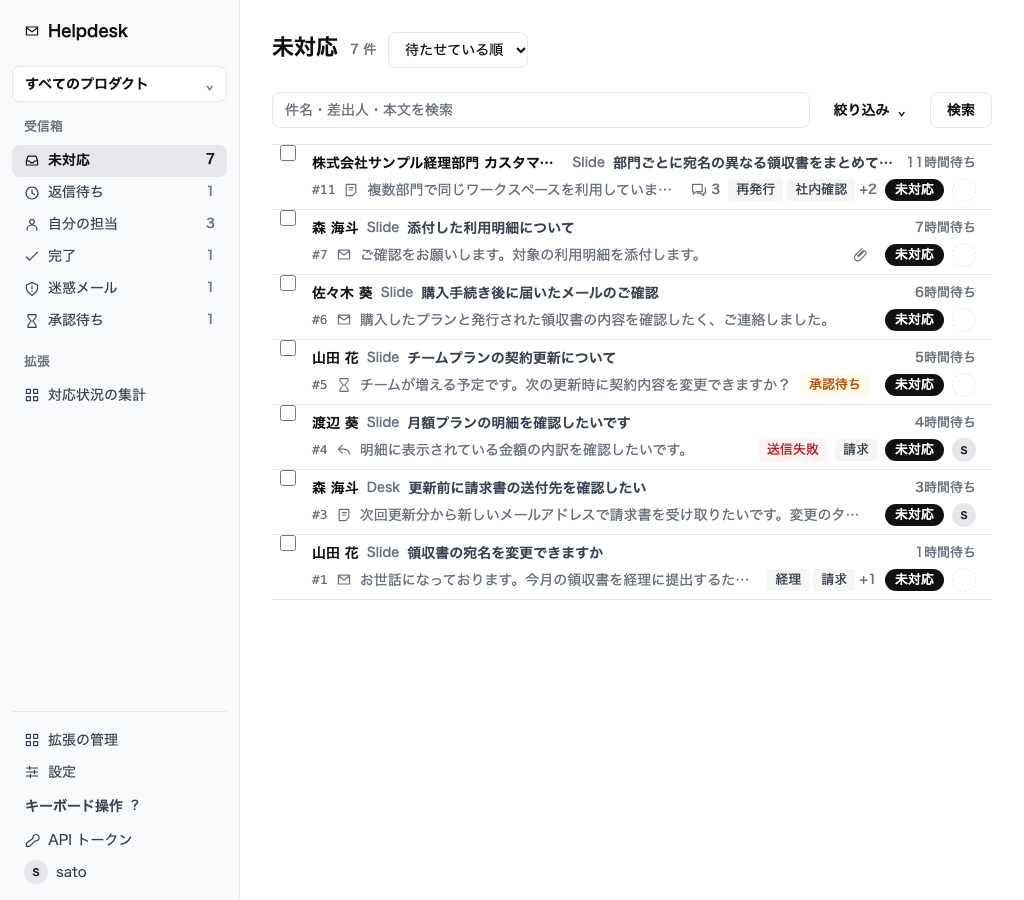 Helpdesk
すべてのプロダクト
受信箱
未対応 7
返信待ち 1
自分の担当 3
完了 1
迷惑メール 1
承認待ち 1
拡張
対応状況の集計
拡張の管理
設定
キーボード操作 ?
API トークン
S sato
未対応 7 件 待たせている順
件名・差出人・本文を検索 絞り込み 検索
株式会社サンプル経理部門 カスタマ… Slide 部門ごとに宛名の異なる領収書をまとめて… 11時間待ち
#11 複数部門で同じワークスペースを利用していま… 3 再発行 社内確認 +2 未対応
森 海斗 Slide 添付した利用明細について 7時間待ち
#7 ご確認をお願いします。対象の利用明細を添付します。 未対応
佐々木 葵 Slide 購入手続き後に届いたメールのご確認 6時間待ち
#6 購入したプランと発行された領収書の内容を確認したく、ご連絡しました。 未対応
山田 花 Slide チームプランの契約更新について 5時間待ち
#5 チームが増える予定です。次の更新時に契約内容を変更できますか？ 承認待ち 未対応
渡辺 葵 Slide 月額プランの明細を確認したいです 4時間待ち
#4 明細に表示されている金額の内訳を確認したいです。 送信失敗 請求 未対応 S
森 海斗 Desk 更新前に請求書の送付先を確認したい 3時間待ち
#3 次回更新分から新しいメールアドレスで請求書を受け取りたいです。変更のタ… 未対応 S
山田 花 Slide 領収書の宛名を変更できますか 1時間待ち
#1 お世話になっております。今月の領収書を経理に提出するた… 経理 請求 +1 未対応